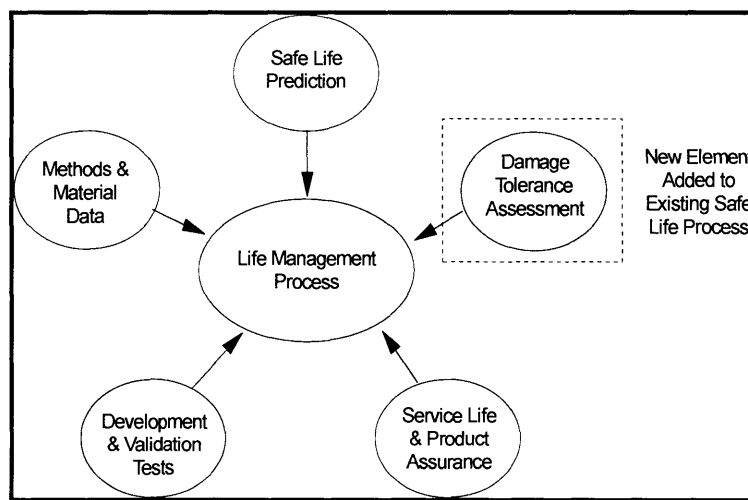 Safe Life
Prediction
Methods &
Material
Data
Damage
Tolerance
Assessment
New Element
Added to
Existing Safe
Life Process
Life Management
Process
Development
& Validation
Tests
Service Life
& Product
Assurance